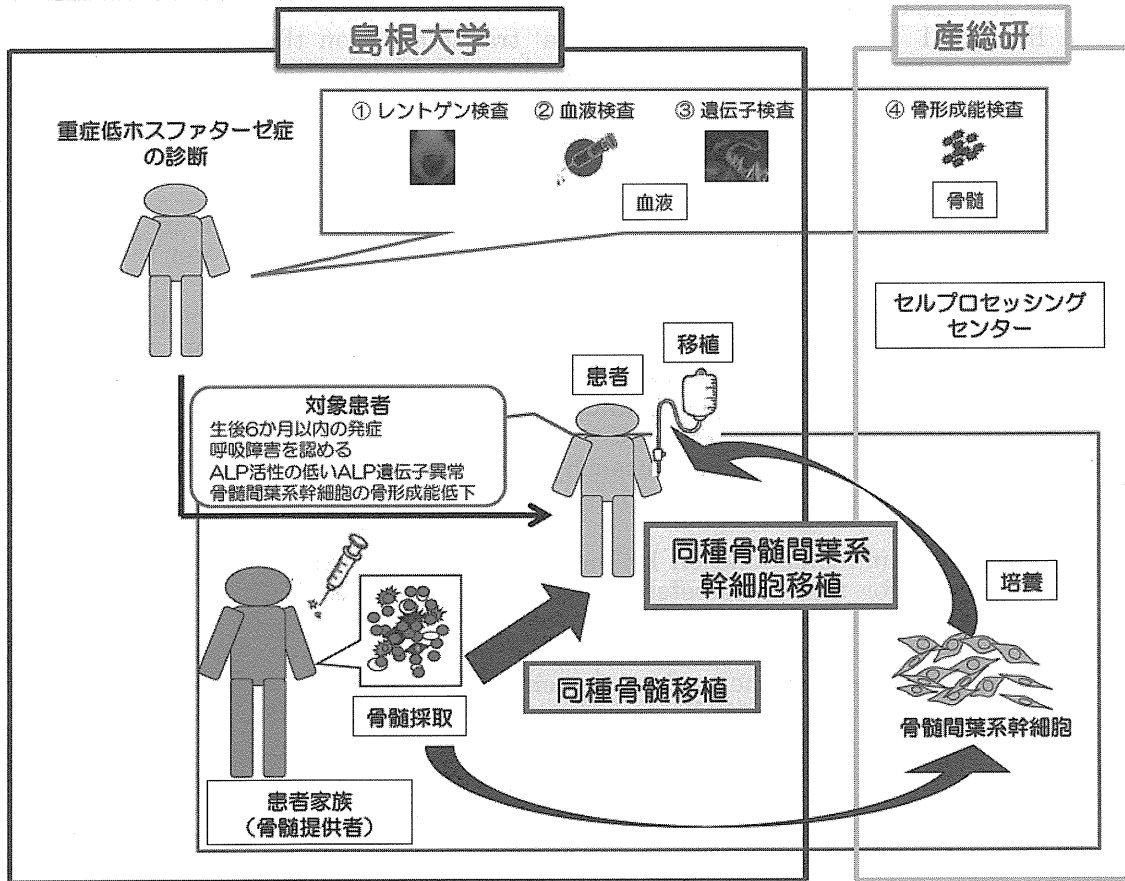 島根大学
産総研
① レントゲン検査
② 血液検査
③ 遺伝子検査
④ 骨形成能検査
血液
骨髄
重症低ホスファターゼ症
の診断
セルプロセッシング
センター
移植
患者
対象患者
生後6か月以内の発症
呼吸障害を認める
ALP活性の低いALP遺伝子異常
骨髄間葉系幹細胞の骨形成能低下
同種骨髄間葉系
幹細胞移植
培養
同種骨髄移植
骨髄採取
骨髄間葉系幹細胞
患者家族
（骨髄提供者）